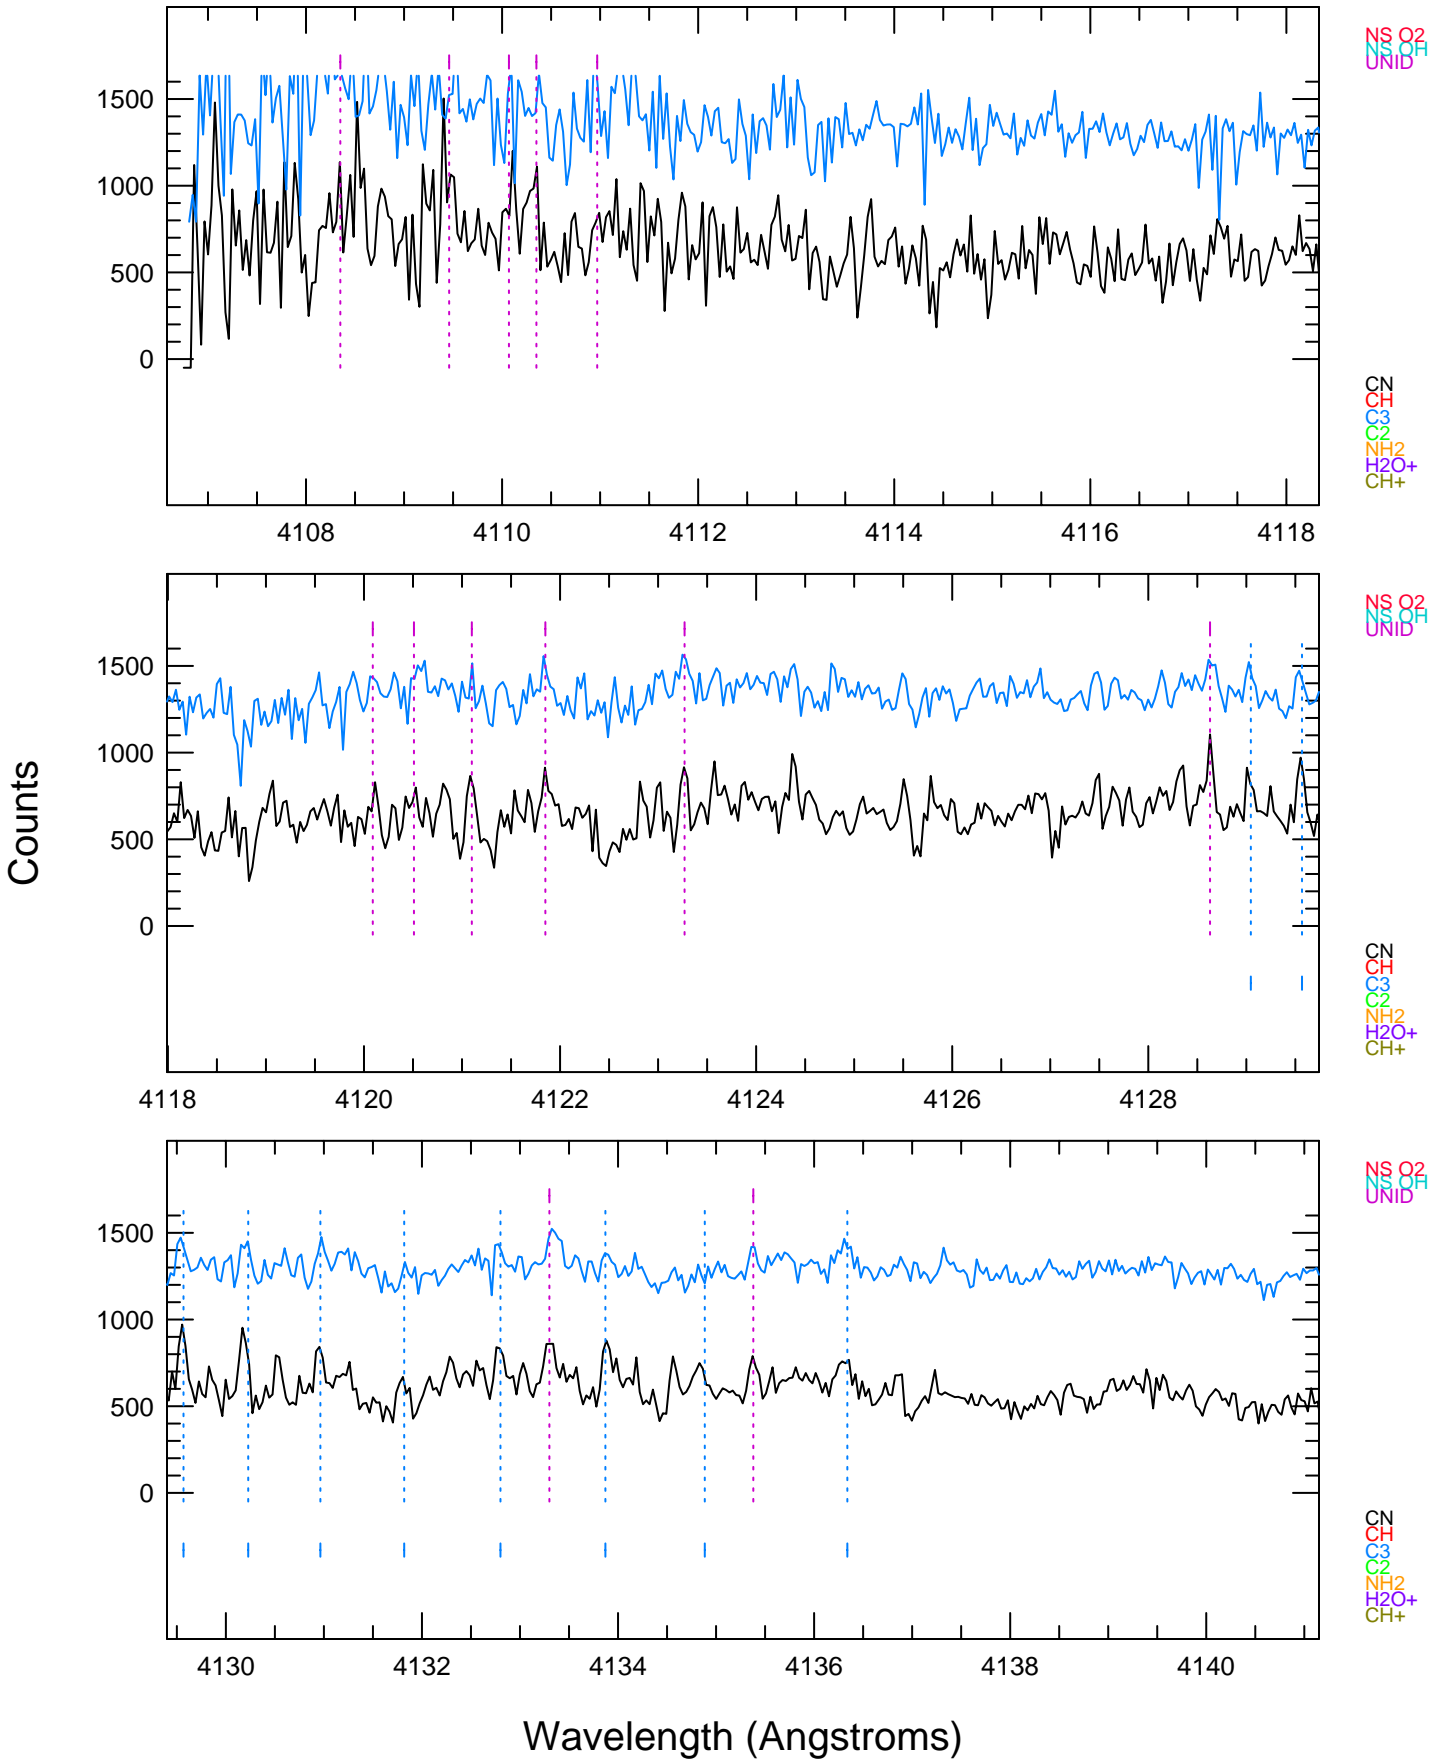 NS O2
NS OH
UNID
1500
1000
500
0
CN
CH
C3
C2
NH2
H2O+
CH+
4108 4110 4112 4114 4116 4118
NS O2
NS OH
UNID
1500
1000
500
0
Counts
CN
CH
C3
C2
NH2
H2O+
CH+
4118 4120 4122 4124 4126 4128
NS O2
NS OH
UNID
1500
1000
500
0
CN
CH
C3
C2
NH2
H2O+
CH+
4130 4132 4134 4136 4138 4140
Wavelength (Angstroms)